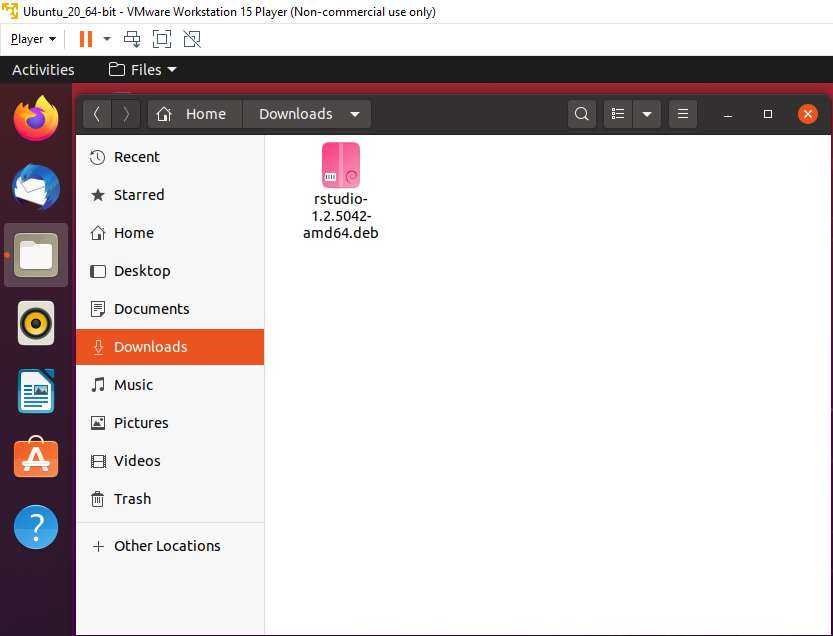 Ubuntu_20_64-bit - VMware Workstation 15 Player (Non-commercial use only)
Player
Activities
Files
Home
Downloads
Recent
Starred
Home
Desktop
Documents
Downloads
Music
Pictures
Videos
Trash
Other Locations
rstudio-
1.2.5042-
amd64.deb